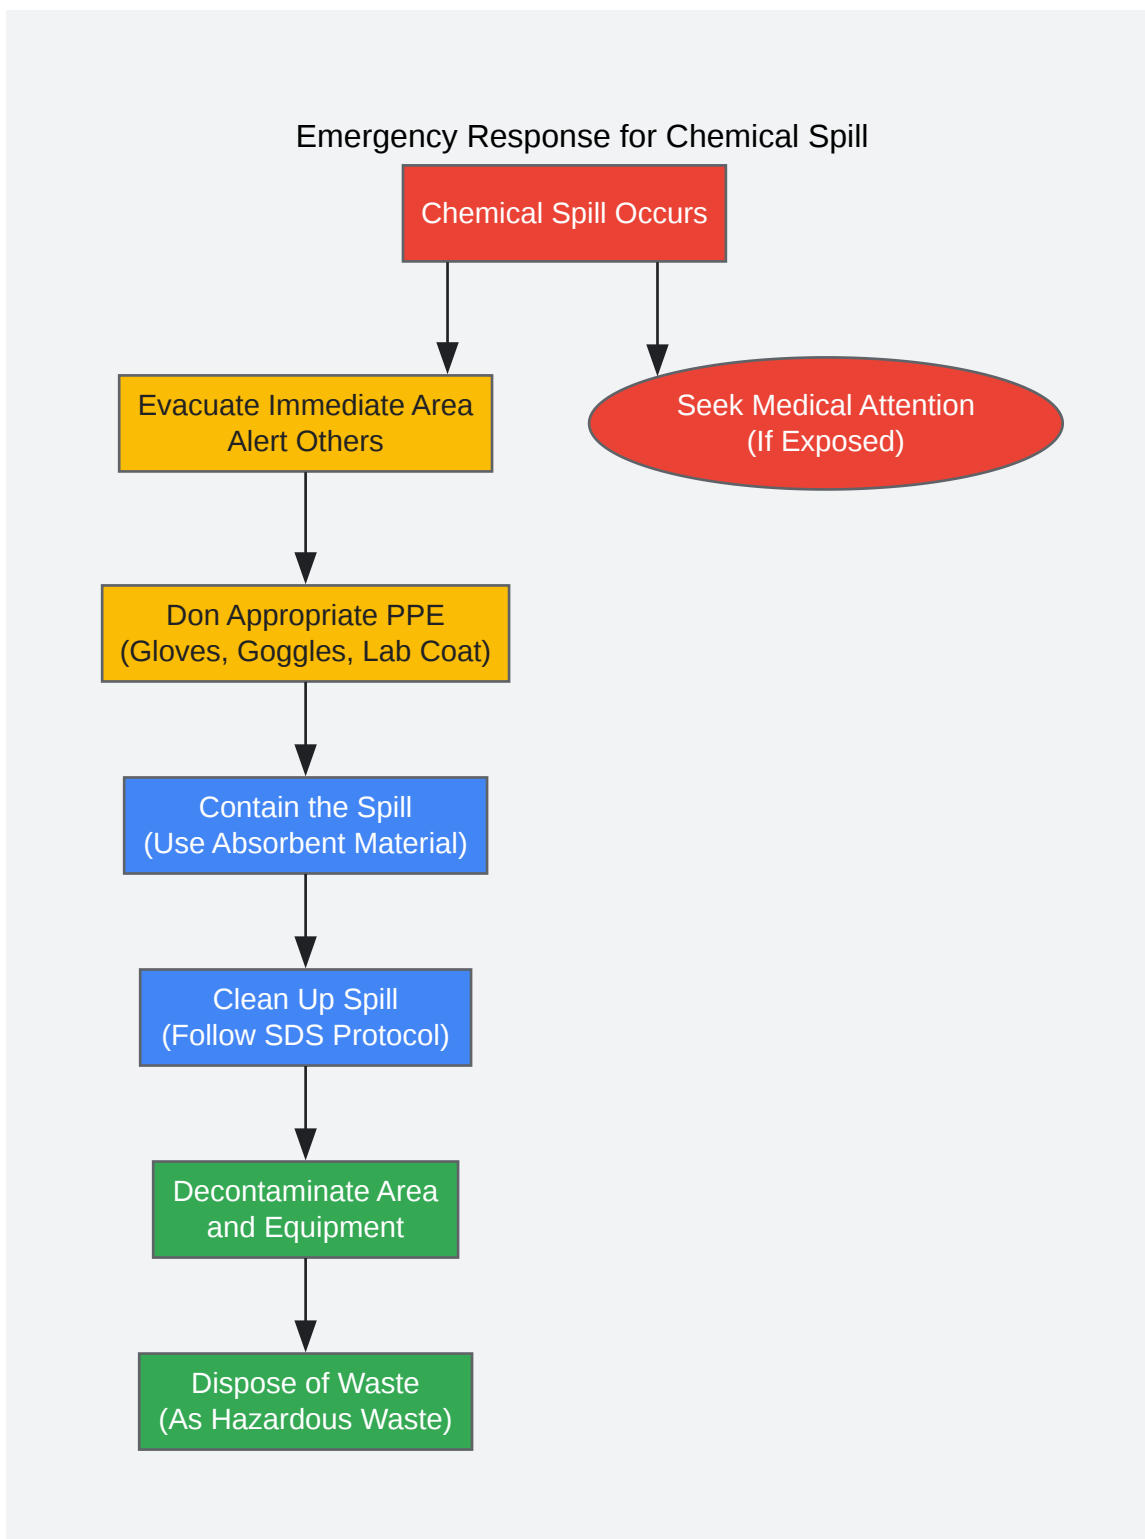 Emergency Response for Chemical Spill
Chemical Spill Occurs
Evacuate Immediate Area
Alert Others
Seek Medical Attention
(If Exposed)
Don Appropriate PPE
(Gloves, Goggles, Lab Coat)
Contain the Spill
(Use Absorbent Material)
Clean Up Spill
(Follow SDS Protocol)
Decontaminate Area
and Equipment
Dispose of Waste
(As Hazardous Waste)